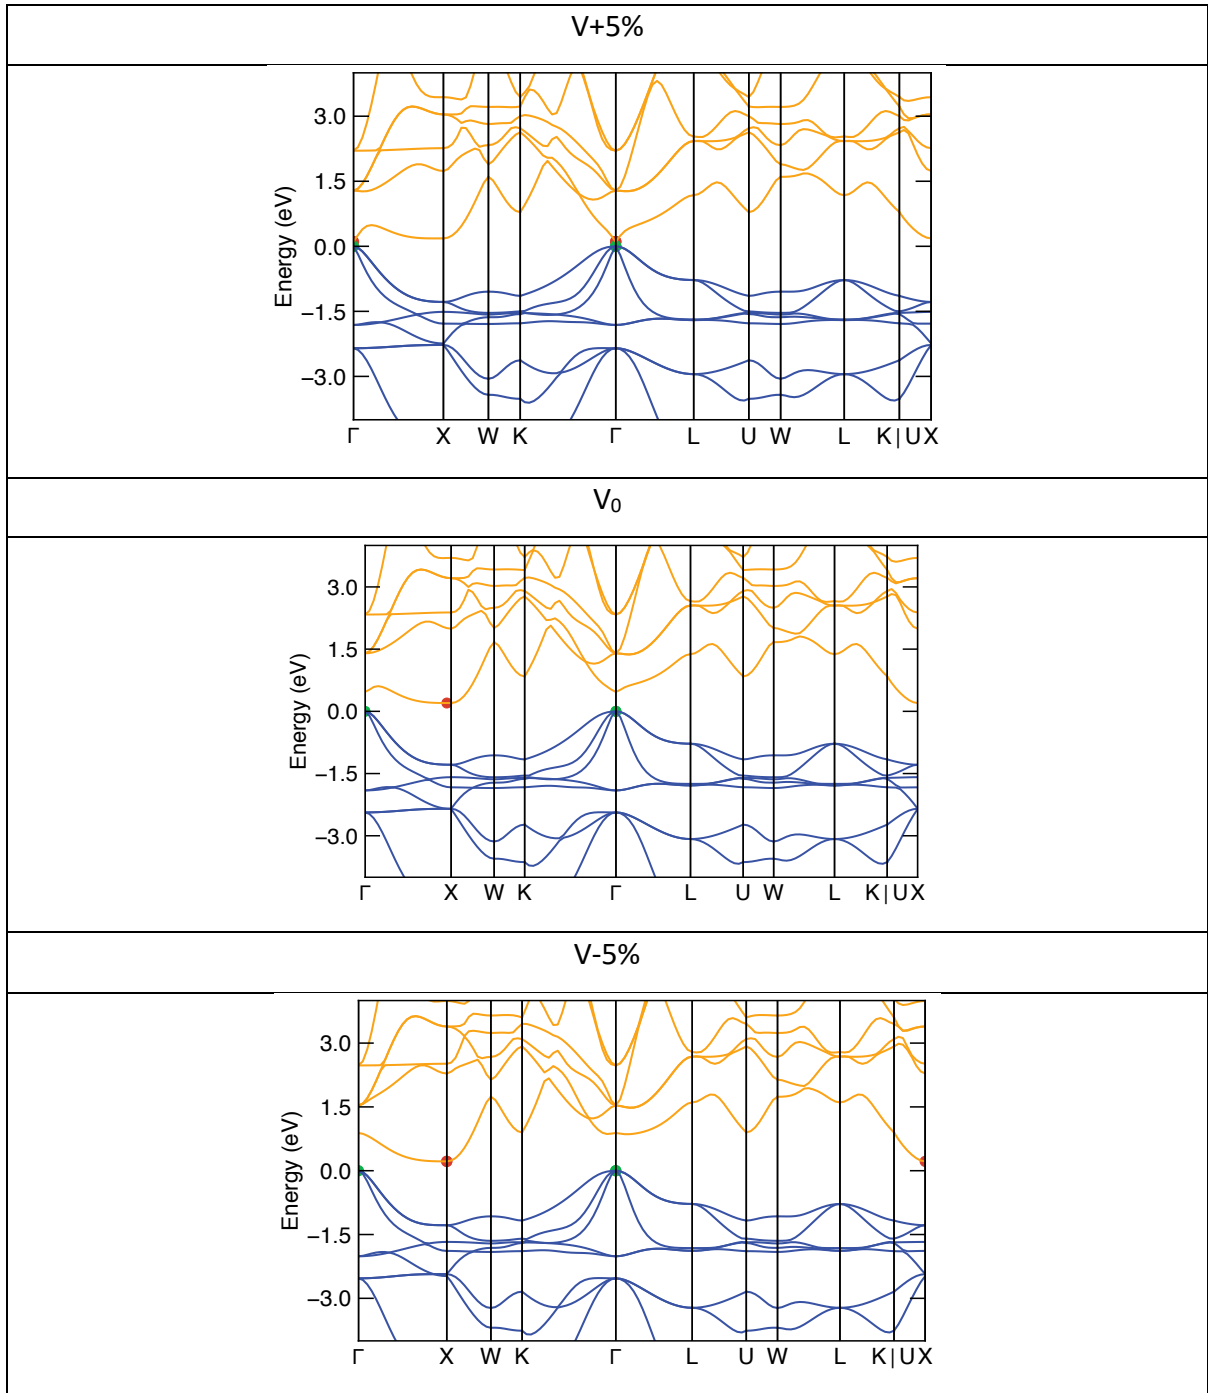 V+5%
Energy (eV)
3.0
1.5
0.0
−1.5
−3.0
Γ X W K Γ L U W L K|UX
V₀
Energy (eV)
3.0
1.5
0.0
−1.5
−3.0
Γ X W K Γ L U W L K|UX
V-5%
Energy (eV)
3.0
1.5
0.0
−1.5
−3.0
Γ X W K Γ L U W L K|UX